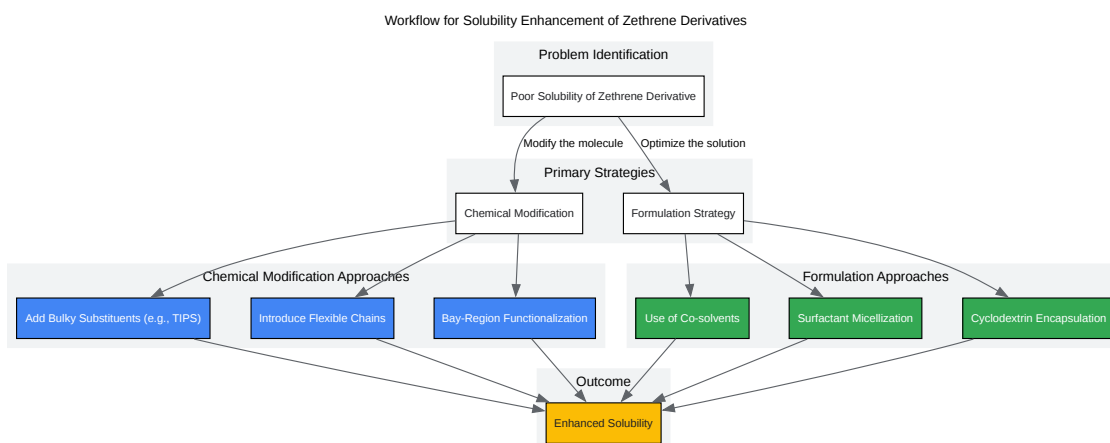 Workflow for Solubility Enhancement of Zethrene Derivatives
Problem Identification
Poor Solubility of Zethrene Derivative
Modify the molecule
Optimize the solution
Primary Strategies
Chemical Modification
Formulation Strategy
Chemical Modification Approaches
Formulation Approaches
Add Bulky Substituents (e.g., TIPS)
Introduce Flexible Chains
Bay-Region Functionalization
Use of Co-solvents
Surfactant Micellization
Cyclodextrin Encapsulation
Outcome
Enhanced Solubility